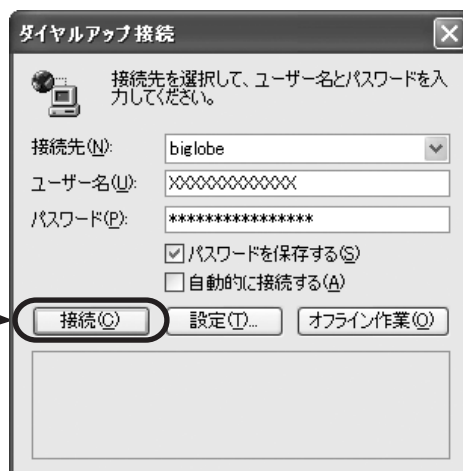 ダイヤルアップ接続
接続先を選択して、ユーザー名とパスワードを入
力してください。
接続先(N): biglobe
ユーザー名(U): XXXXXXXXXXXX
パスワード(P): ****************
パスワードを保存する(S)
自動的に接続する(A)
接続(C) 設定(T)... オフライン作業(O)